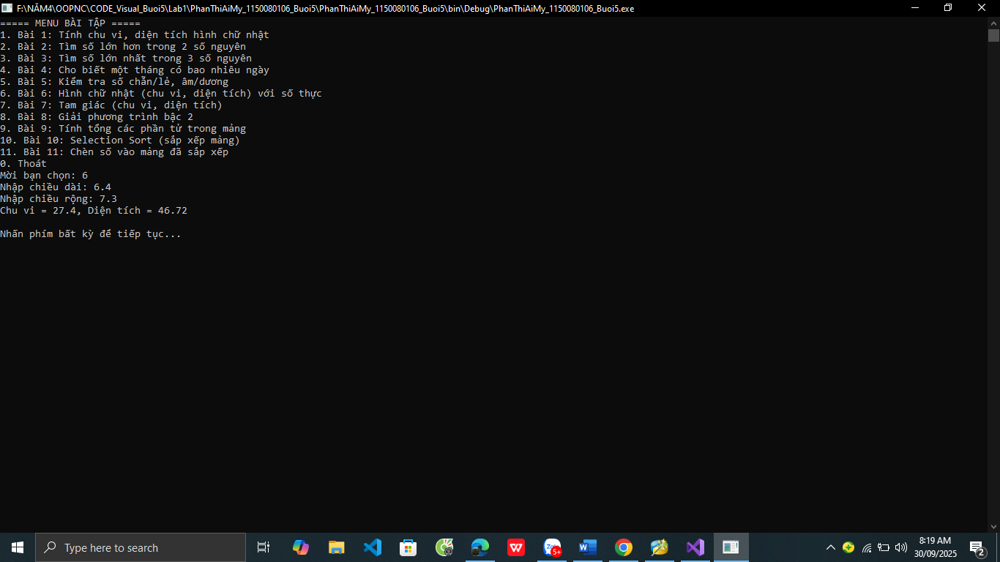 F:\NĂM4\OOPNC\CODE_Visual_Buoi5\Lab1\PhanThiAiMy_1150080106_Buoi5\PhanThiAiMy_1150080106_Buoi5\bin\Debug\PhanThiAiMy_1150080106_Buoi5.exe
===== MENU BÀI TẬP =====
1. Bài 1: Tính chu vi, diện tích hình chữ nhật
2. Bài 2: Tìm số lớn hơn trong 2 số nguyên
3. Bài 3: Tìm số lớn nhất trong 3 số nguyên
4. Bài 4: Cho biết một tháng có bao nhiêu ngày
5. Bài 5: Kiểm tra số chẵn/lẻ, âm/dương
6. Bài 6: Hình chữ nhật (chu vi, diện tích) với số thực
7. Bài 7: Tam giác (chu vi, diện tích)
8. Bài 8: Giải phương trình bậc 2
9. Bài 9: Tính tổng các phần tử trong mảng
10. Bài 10: Selection Sort (sắp xếp mảng)
11. Bài 11: Chèn số vào mảng đã sắp xếp
0. Thoát
Mời bạn chọn: 6
Nhập chiều dài: 6.4
Nhập chiều rộng: 7.3
Chu vi = 27.4, Diện tích = 46.72
Nhấn phím bất kỳ để tiếp tục...
Type here to search
Zalo
5+
8:19 AM
30/09/2025
2